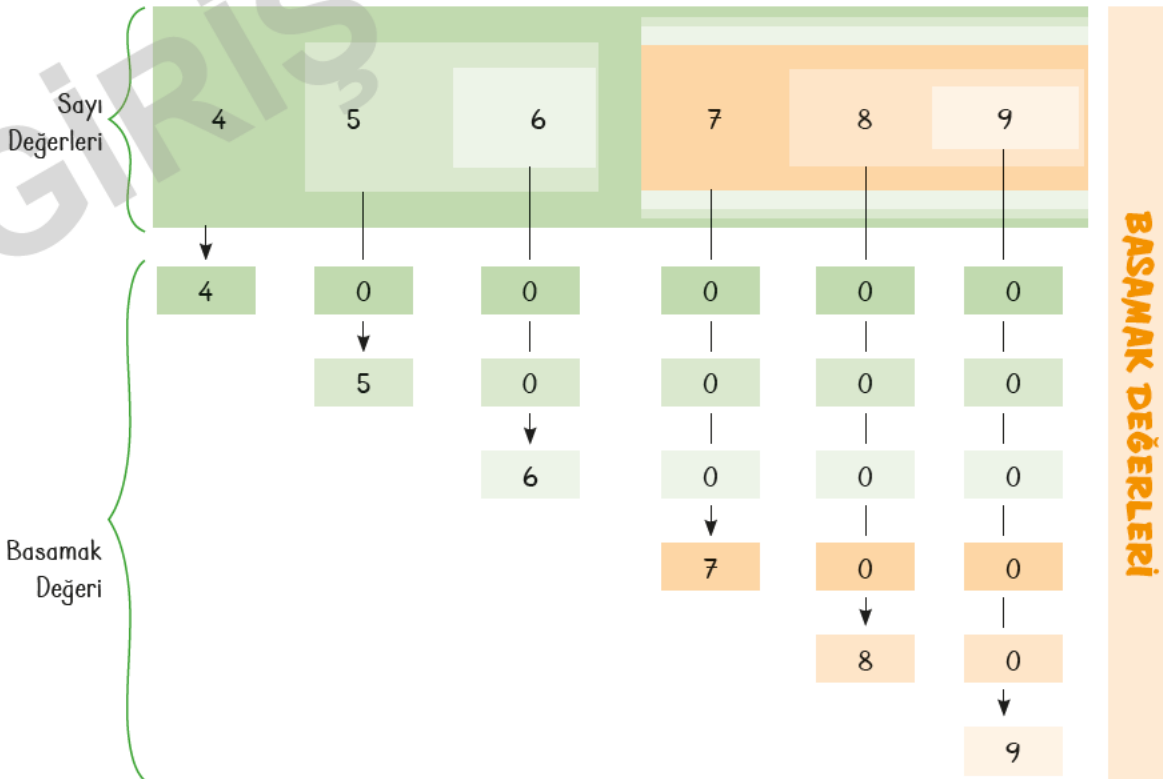 GİRİŞ
Sayı
Değerleri
4 5 6 7 8 9
4 0 0 0 0 0
5 0 0 0 0
6 0 0 0
Basamak
Değeri
7 0 0
8 0
9
BASAMAK DEĞERLERİ